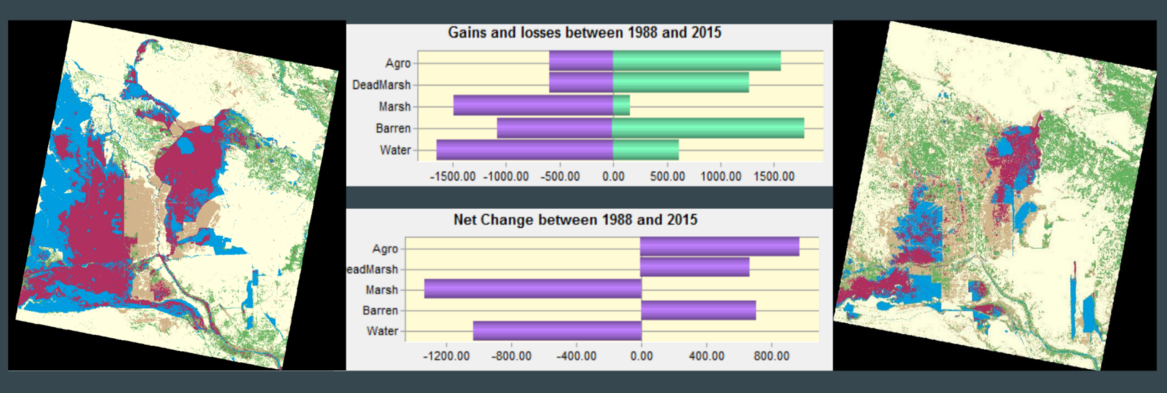 Gains and losses between 1988 and 2015
Agro
DeadMarsh
Marsh
Barren
Water
-1500.00 -1000.00 -500.00 0.00 500.00 1000.00 1500.00
Net Change between 1988 and 2015
Agro
eadMarsh
Marsh
Barren
Water
-1200.00 -800.00 -400.00 0.00 400.00 800.00